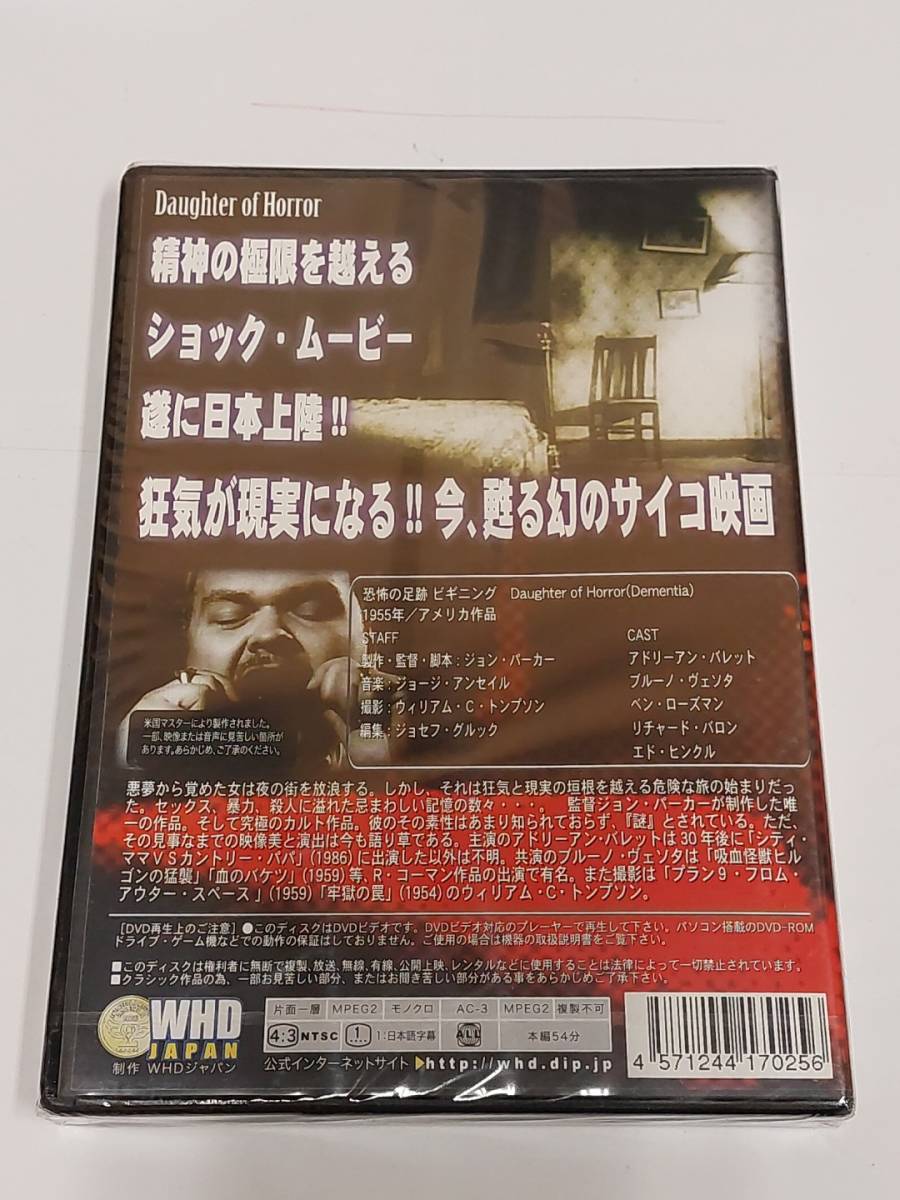 Daughter of Horror
精神の極限を越える
ショック・ムービー
遂に日本上陸!!
狂気が現実になる!! 今、甦る幻のサイコ映画
恐怖の足跡 ビギニング Daughter of Horror(Dementia)
1955年／アメリカ作品
STAFF
製作・監督・脚本：ジョン・パーカー
音楽：ジョージ・アンセイル
撮影：ウィリアム・C・トンプソン
編集：ジョセフ・グルック
CAST
アドリーアン・バレット
ブルーノ・ヴェソタ
ベン・ローズマン
リチャード・バロン
エド・ヒンクル
米国マスターにより製作されました。
一部、映像または音声に見苦しい箇所が
あります。あらかじめ、ご了承のください。
悪夢から覚めた女は夜の街を放浪する。しかし、それは狂気と現実の垣根を越える危険な旅の始まりだっ
た。セックス、暴力、殺人に溢れた忌まわしい記憶の数々・・・。 監督ジョン・パーカーが制作した唯
一の作品。そして究極のカルト作品。彼のその素性はあまり知られておらず、『謎』とされている。ただ、
その見事なまでの映像美と演出は今も語り草である。主演のアドリーアン・バレットは30年後に「シティ・
ママVSカントリー・パパ」(1986)に出演した以外は不明。共演のブルーノ・ヴェソタは「吸血怪獣ヒル
ゴンの猛襲」「血のバケツ」(1959)等、R・コーマン作品の出演で有名。また撮影は「プラン9・フロム・
アウター・スペース」(1959)「牢獄の罠」(1954)のウィリアム・C・トンプソン。
[DVD再生上のご注意] ●このディスクはDVDビデオです。DVDビデオ対応のプレーヤーで再生して下さい。パソコン搭載のDVD-ROM
ドライブ・ゲーム機などでの動作の保証はしておりません。ご使用の場合は機器の取扱説明書をご覧下さい。
■このディスクは権利者に無断で複製、放送、無線、有線、公開上映、レンタルなどに使用することは法律によって一切禁止されています。
■クラシック作品の為、一部お見苦しい部分、またはお聞き苦しい部分がある事をあらかじめご了承下さい。
WHD
JAPAN
制作 WHDジャパン
片面一層 MPEG2 モノクロ AC-3 MPEG2 複製不可
4:3 NTSC 1 1:日本語字幕 ALL 本編54分
公式インターネットサイト ▶http://whd.dip.jp
4 571244 170256